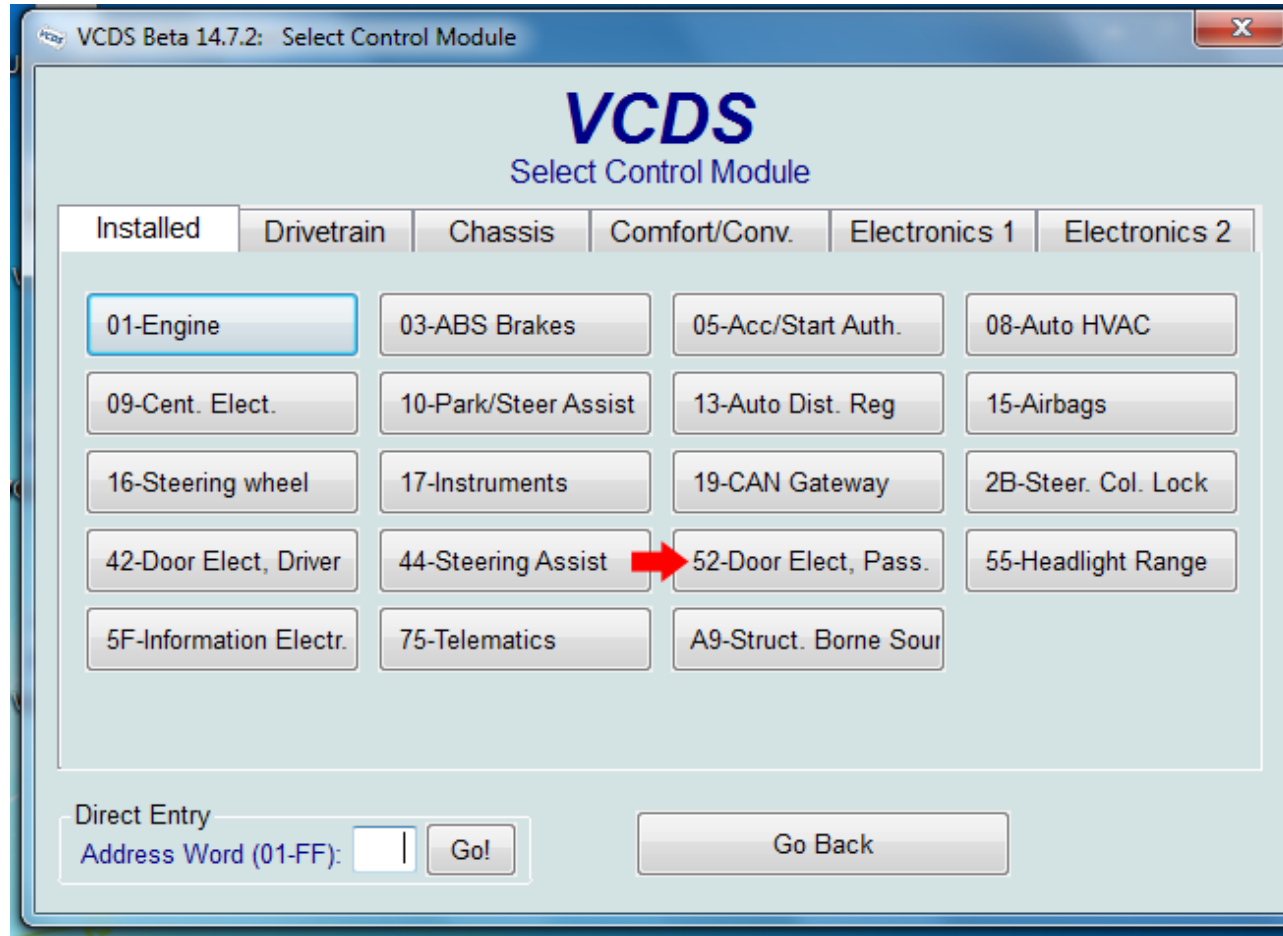 VCDS Beta 14.7.2: Select Control Module
VCDS
Select Control Module
Installed Drivetrain Chassis Comfort/Conv. Electronics 1 Electronics 2
01-Engine 03-ABS Brakes 05-Acc/Start Auth. 08-Auto HVAC
09-Cent. Elect. 10-Park/Steer Assist 13-Auto Dist. Reg 15-Airbags
16-Steering wheel 17-Instruments 19-CAN Gateway 2B-Steer. Col. Lock
42-Door Elect, Driver 44-Steering Assist 52-Door Elect, Pass. 55-Headlight Range
5F-Information Electr. 75-Telematics A9-Struct. Borne Sour
Direct Entry
Address Word (01-FF): Go! Go Back